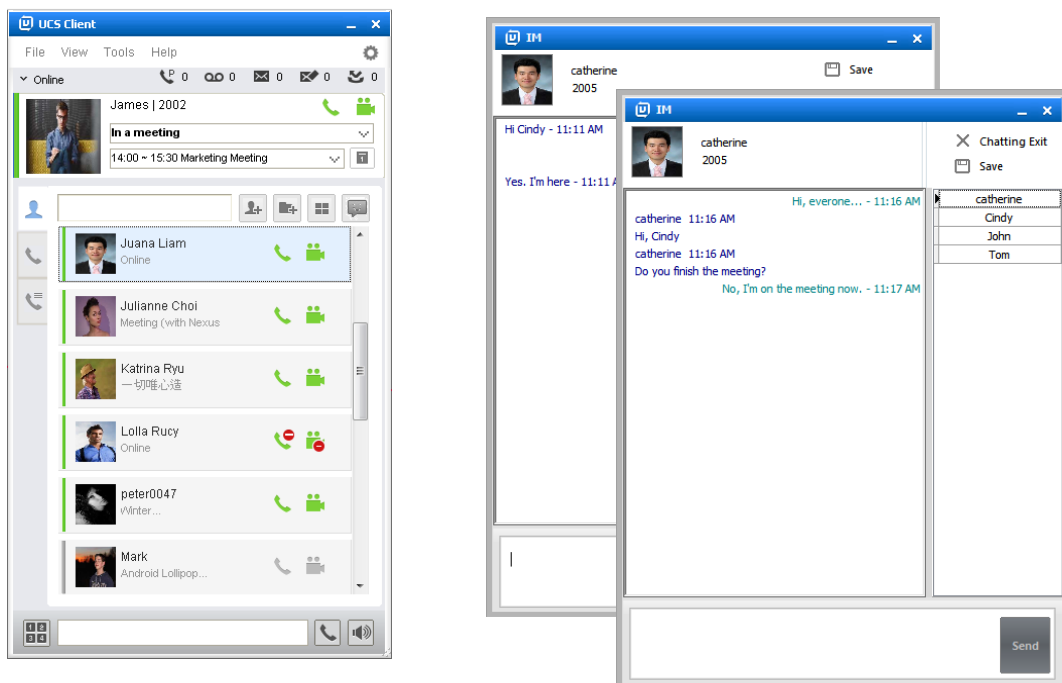 UCS Client
File View Tools Help
Online 0 0 0 0 0
James | 2002
In a meeting
14:00 ~ 15:30 Marketing Meeting
Juana Liam
Online
Julianne Choi
Meeting (with Nexus
Katrina Ryu
一切唯心造
Lolla Rucy
Online
peter0047
Winter...
Mark
Android Lollipop...
1 2
3 4
IM
catherine
2005
Save
Hi Cindy - 11:11 AM
Yes. I'm here - 11:11 A
IM
catherine
2005
Chatting Exit
Save
Hi, everone... - 11:16 AM
catherine 11:16 AM
Hi, Cindy
catherine 11:16 AM
Do you finish the meeting?
No, I'm on the meeting now. - 11:17 AM
catherine
Cindy
John
Tom
Send